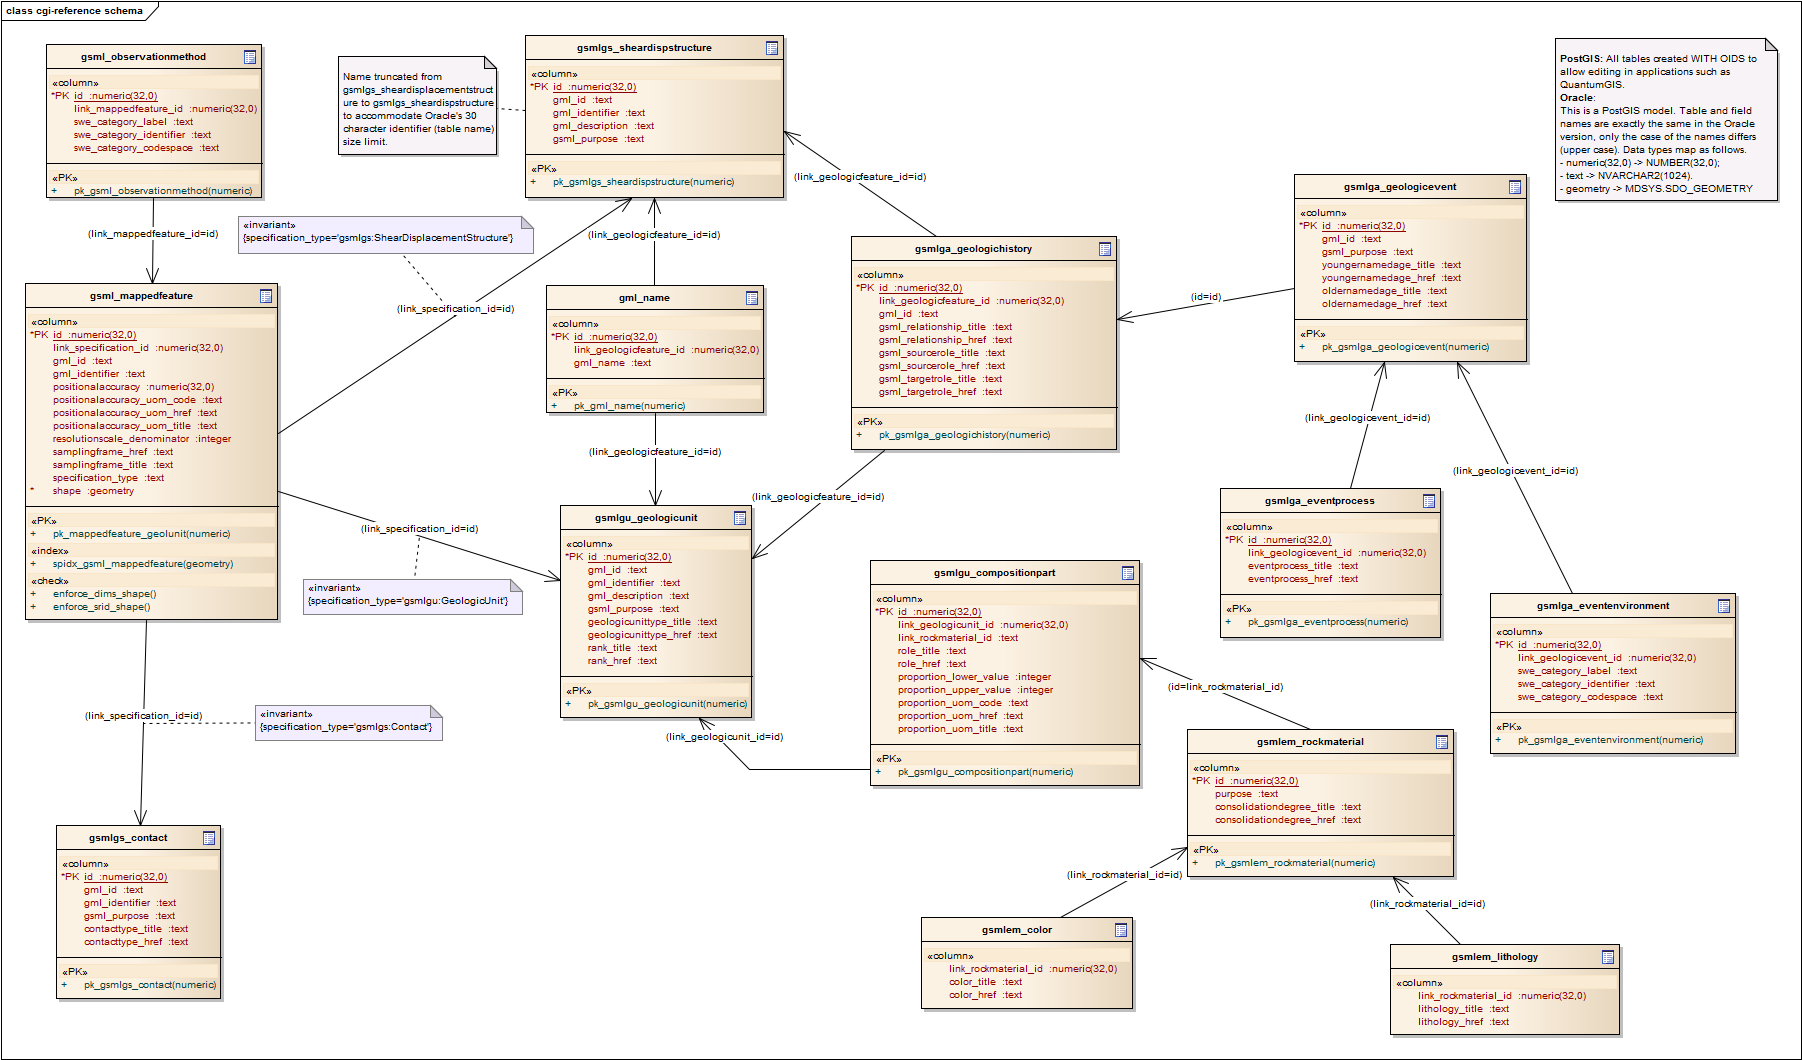 class cgi-reference schema
gsml_observationmethod
«column»
*PK id :numeric(32,0)
link_mappedfeature_id :numeric(32,0)
swe_category_label :text
swe_category_identifier :text
swe_category_codespace :text
«PK»
+ pk_gsml_observationmethod(numeric)
(link_mappedfeature_id=id)
Name truncated from
gsmlgs_sheardisplacementstruct
ure to gsmlgs_sheardispstructure
to accommodate Oracle's 30
character identifier (table name)
size limit.
gsmlgs_sheardispstructure
«column»
*PK id :numeric(32,0)
gml_id :text
gml_identifier :text
gml_description :text
gsml_purpose :text
«PK»
+ pk_gsmlgs_sheardispstructure(numeric)
PostGIS: All tables created WITH OIDS to
allow editing in applications such as
QuantumGIS.
Oracle:
This is a PostGIS model. Table and field
names are exactly the same in the Oracle
version, only the case of the names differs
(upper case). Data types map as follows.
- numeric(32,0) -> NUMBER(32,0);
- text -> NVARCHAR2(1024).
- geometry -> MDSYS.SDO_GEOMETRY
«invariant»
{specification_type='gsmlgs:ShearDisplacementStructure'}
(link_geologicfeature_id=id)
(link_geologicfeature_id=id)
(link_specification_id=id)
gsml_mappedfeature
«column»
*PK id :numeric(32,0)
link_specification_id :numeric(32,0)
gml_id :text
gml_identifier :text
positionalaccuracy :numeric(32,0)
positionalaccuracy_uom_code :text
positionalaccuracy_uom_href :text
positionalaccuracy_uom_title :text
resolutionscale_denominator :integer
samplingframe_href :text
samplingframe_title :text
specification_type :text
* shape :geometry
«PK»
+ pk_mappedfeature_geolunit(numeric)
«index»
+ spidx_gsml_mappedfeature(geometry)
«check»
+ enforce_dims_shape()
+ enforce_srid_shape()
gml_name
«column»
*PK id :numeric(32,0)
link_geologicfeature_id :numeric(32,0)
gml_name :text
«PK»
+ pk_gml_name(numeric)
(link_geologicfeature_id=id)
gsmlga_geologichistory
«column»
*PK id :numeric(32,0)
link_geologicfeature_id :numeric(32,0)
gml_id :text
gsml_relationship_title :text
gsml_relationship_href :text
gsml_sourcerole_title :text
gsml_sourcerole_href :text
gsml_targetrole_title :text
gsml_targetrole_href :text
«PK»
+ pk_gsmlga_geologichistory(numeric)
(link_geologicfeature_id=id)
(id=id)
gsmlga_geologicevent
«column»
*PK id :numeric(32,0)
gml_id :text
gsml_purpose :text
youngernamedage_title :text
youngernamedage_href :text
oldernamedage_title :text
oldernamedage_href :text
«PK»
+ pk_gsmlga_geologicevent(numeric)
(link_geologicevent_id=id)
(link_geologicevent_id=id)
gsmlga_eventprocess
«column»
*PK id :numeric(32,0)
link_geologicevent_id :numeric(32,0)
eventprocess_title :text
eventprocess_href :text
«PK»
+ pk_gsmlga_eventprocess(numeric)
gsmlga_eventenvironment
«column»
*PK id :numeric(32,0)
link_geologicevent_id :numeric(32,0)
swe_category_label :text
swe_category_identifier :text
swe_category_codespace :text
«PK»
+ pk_gsmlga_eventenvironment(numeric)
(link_specification_id=id)
«invariant»
{specification_type='gsmlgu:GeologicUnit'}
gsmlgu_geologicunit
«column»
*PK id :numeric(32,0)
gml_id :text
gml_identifier :text
gml_description :text
gsml_purpose :text
geologicunittype_title :text
geologicunittype_href :text
rank_title :text
rank_href :text
«PK»
+ pk_gsmlgu_geologicunit(numeric)
(link_geologicunit_id=id)
gsmlgu_compositionpart
«column»
*PK id :numeric(32,0)
link_geologicunit_id :numeric(32,0)
link_rockmaterial_id :text
role_title :text
role_href :text
proportion_lower_value :integer
proportion_upper_value :integer
proportion_uom_code :text
proportion_uom_href :text
proportion_uom_title :text
«PK»
+ pk_gsmlgu_compositionpart(numeric)
(id=link_rockmaterial_id)
gsmlem_rockmaterial
«column»
*PK id :numeric(32,0)
purpose :text
consolidationdegree_title :text
consolidationdegree_href :text
«PK»
+ pk_gsmlem_rockmaterial(numeric)
(link_specification_id=id)
«invariant»
{specification_type='gsmlgs:Contact'}
gsmlgs_contact
«column»
*PK id :numeric(32,0)
gml_id :text
gml_identifier :text
gsml_purpose :text
contacttype_title :text
contacttype_href :text
«PK»
+ pk_gsmlgs_contact(numeric)
(link_rockmaterial_id=id)
(link_rockmaterial_id=id)
gsmlem_color
«column»
link_rockmaterial_id :numeric(32,0)
color_title :text
color_href :text
gsmlem_lithology
«column»
link_rockmaterial_id :numeric(32,0)
lithology_title :text
lithology_href :text